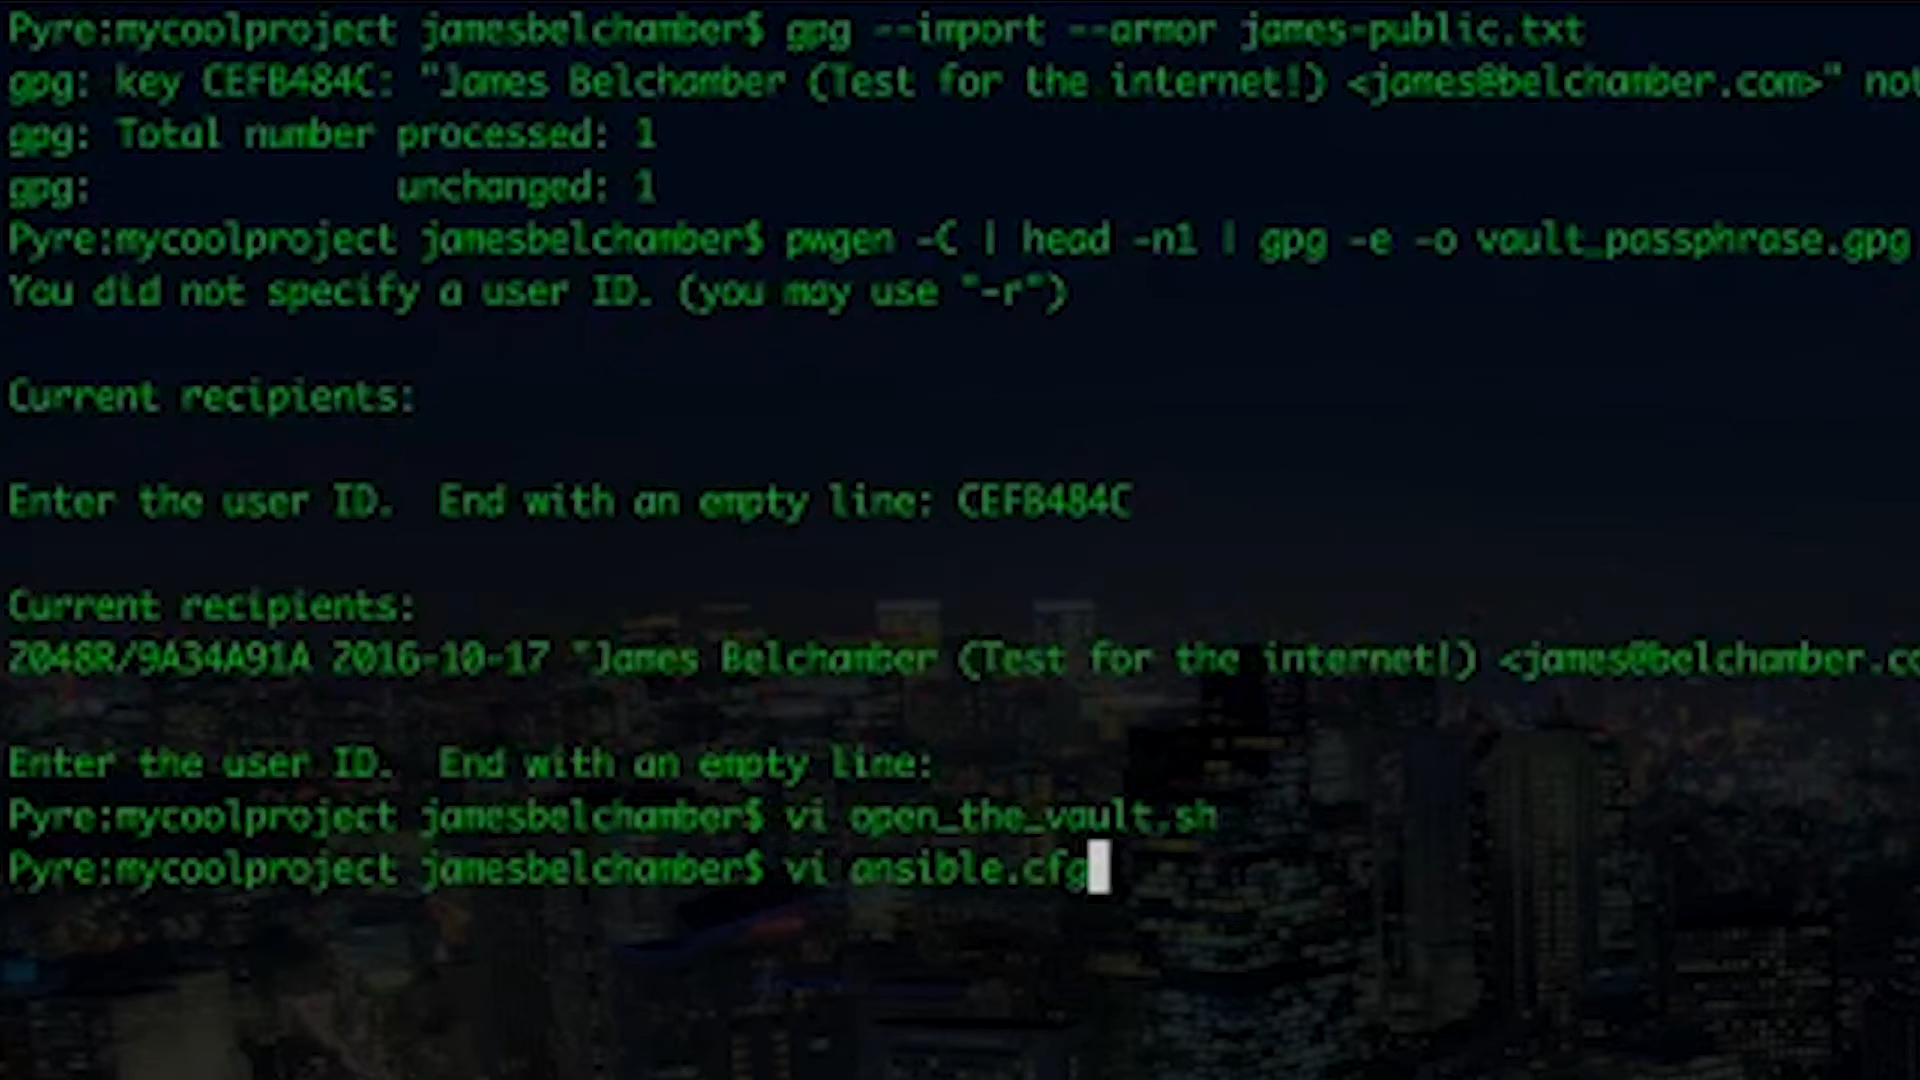 Pyre:mycoolproject jamesbelchamber$ gpg --import --armor james-public.txt
gpg: key CEFB484C: "James Belchamber (Test for the internet!) <james@belchamber.com>" not
gpg: Total number processed: 1
gpg:              unchanged: 1
Pyre:mycoolproject jamesbelchamber$ pwgen -C | head -n1 | gpg -e -o vault_passphrase.gpg
You did not specify a user ID. (you may use "-r")
Current recipients:
Enter the user ID.  End with an empty line: CEFB484C
Current recipients:
2048R/9A34A91A 2016-10-17 "James Belchamber (Test for the internet!) <james@belchamber.co
Enter the user ID.  End with an empty line:
Pyre:mycoolproject jamesbelchamber$ vi open_the_vault.sh
Pyre:mycoolproject jamesbelchamber$ vi ansible.cfg